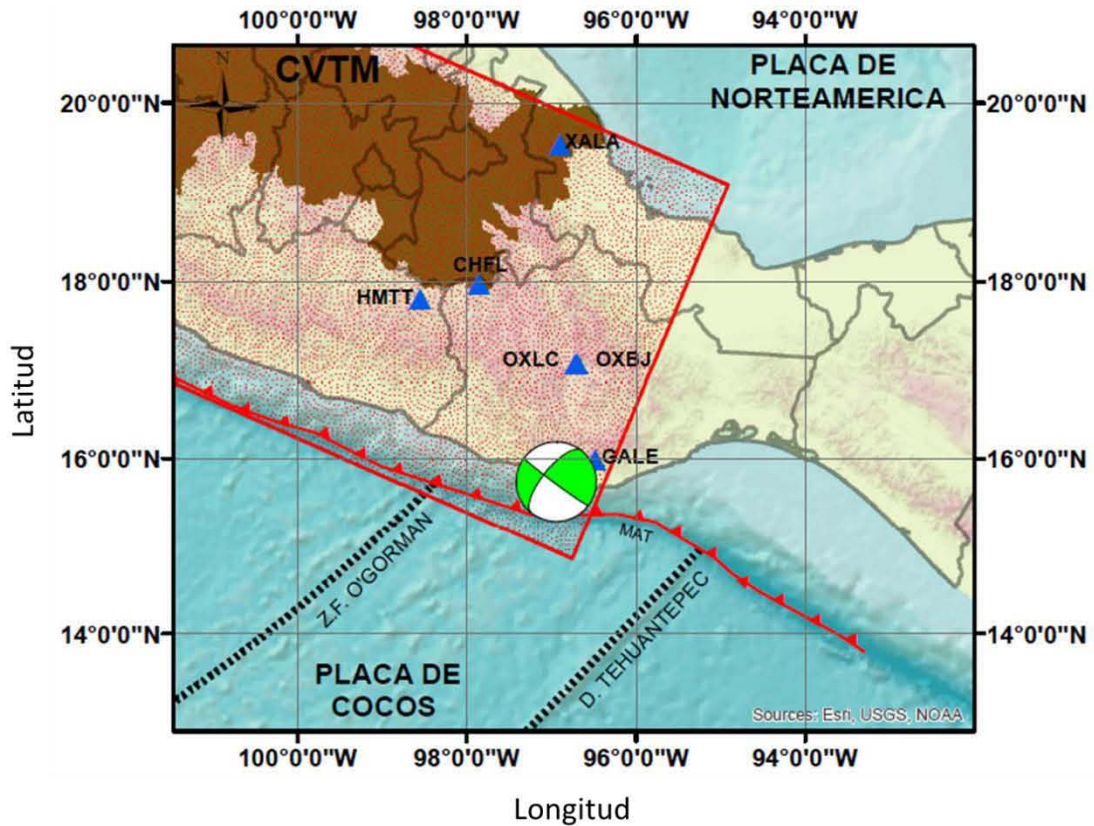 100°0'0"W 98°0'0"W 96°0'0"W 94°0'0"W
N
CVTM
PLACA DE
NORTEAMERICA
20°0'0"N 20°0'0"N
XALA
CHFL
18°0'0"N 18°0'0"N
HMTT
OXLC OXBJ
Latitud
16°0'0"N 16°0'0"N
GALE
MAT
Z.F. O'GORMAN
D. TEHUANTEPEC
14°0'0"N 14°0'0"N
PLACA DE
COCOS
Sources: Esri, USGS, NOAA
100°0'0"W 98°0'0"W 96°0'0"W 94°0'0"W
Longitud